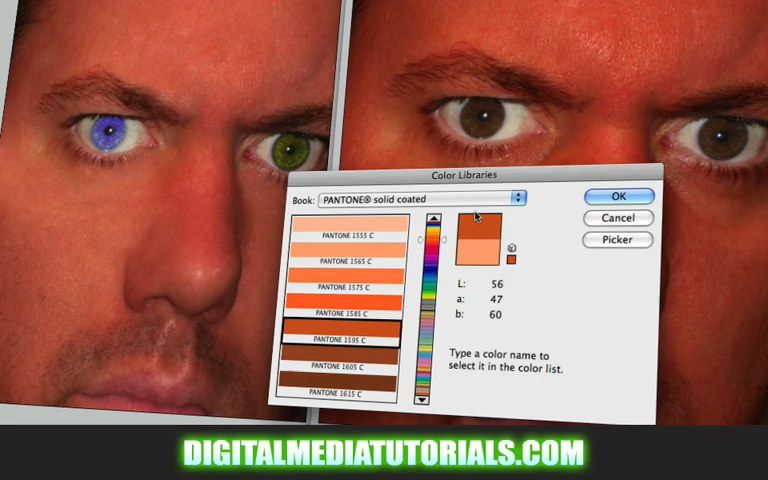 Color Libraries
Book: PANTONE® solid coated
OK
Cancel
Picker
PANTONE 1555 C
PANTONE 1565 C
PANTONE 1575 C
PANTONE 1585 C
PANTONE 1595 C
PANTONE 1605 C
PANTONE 1615 C
L: 56
a: 47
b: 60
Type a color name to
select it in the color list.
DIGITALMEDIATUTORIALS.COM